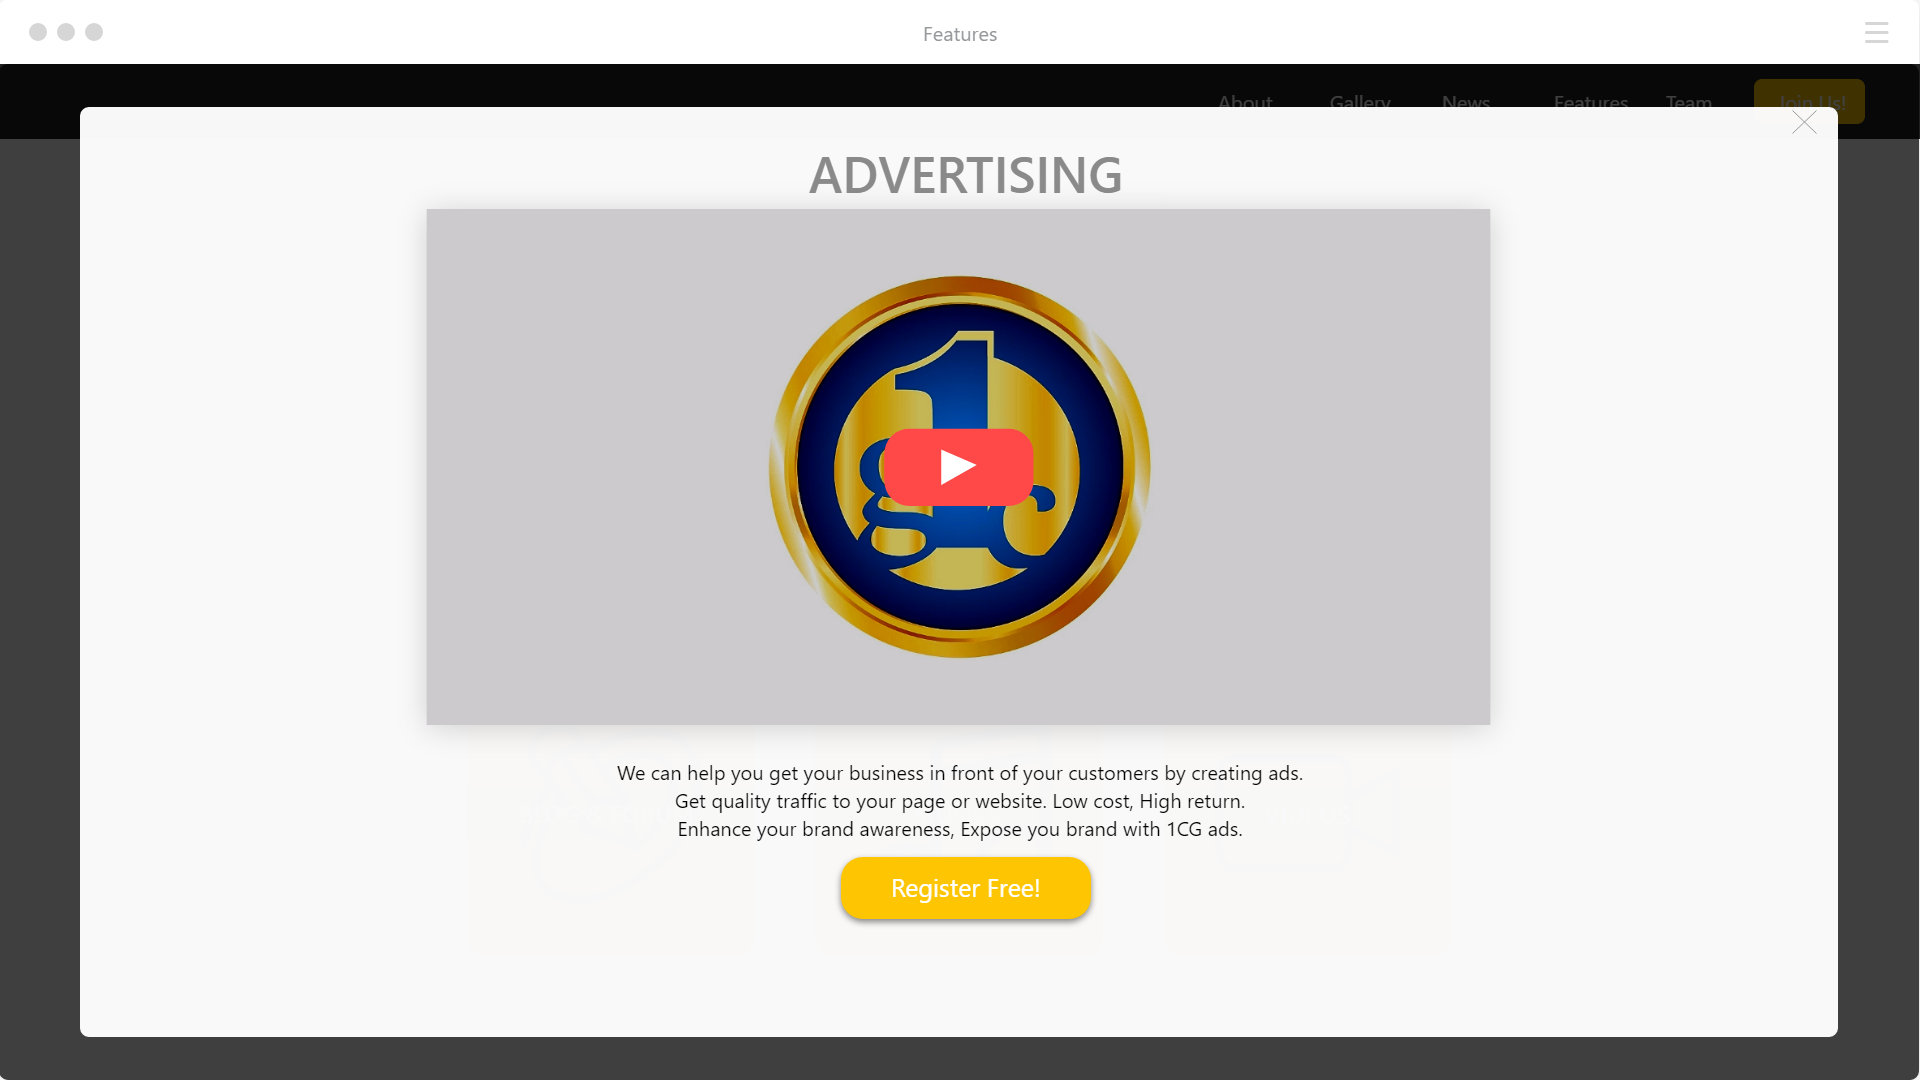 Features
About Gallery News Features Team Join Us!
ADVERTISING
1
gc
We can help you get your business in front of your customers by creating ads.
Get quality traffic to your page or website. Low cost, High return.
Enhance your brand awareness, Expose you brand with 1CG ads.
Register Free!